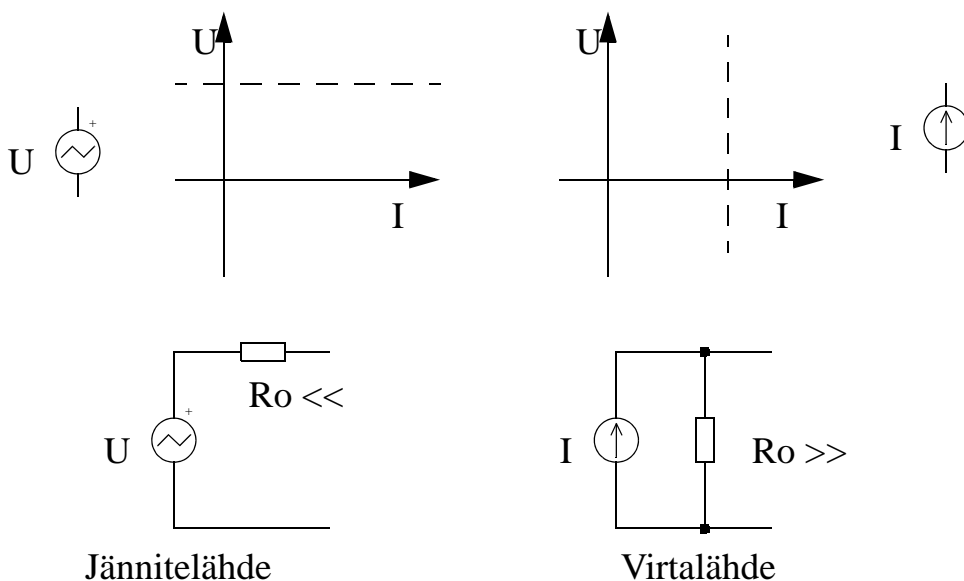 U
U
U
+
I
I
I
Ro <<
+
U
I
Ro >>
Jännitelähde
Virtalähde